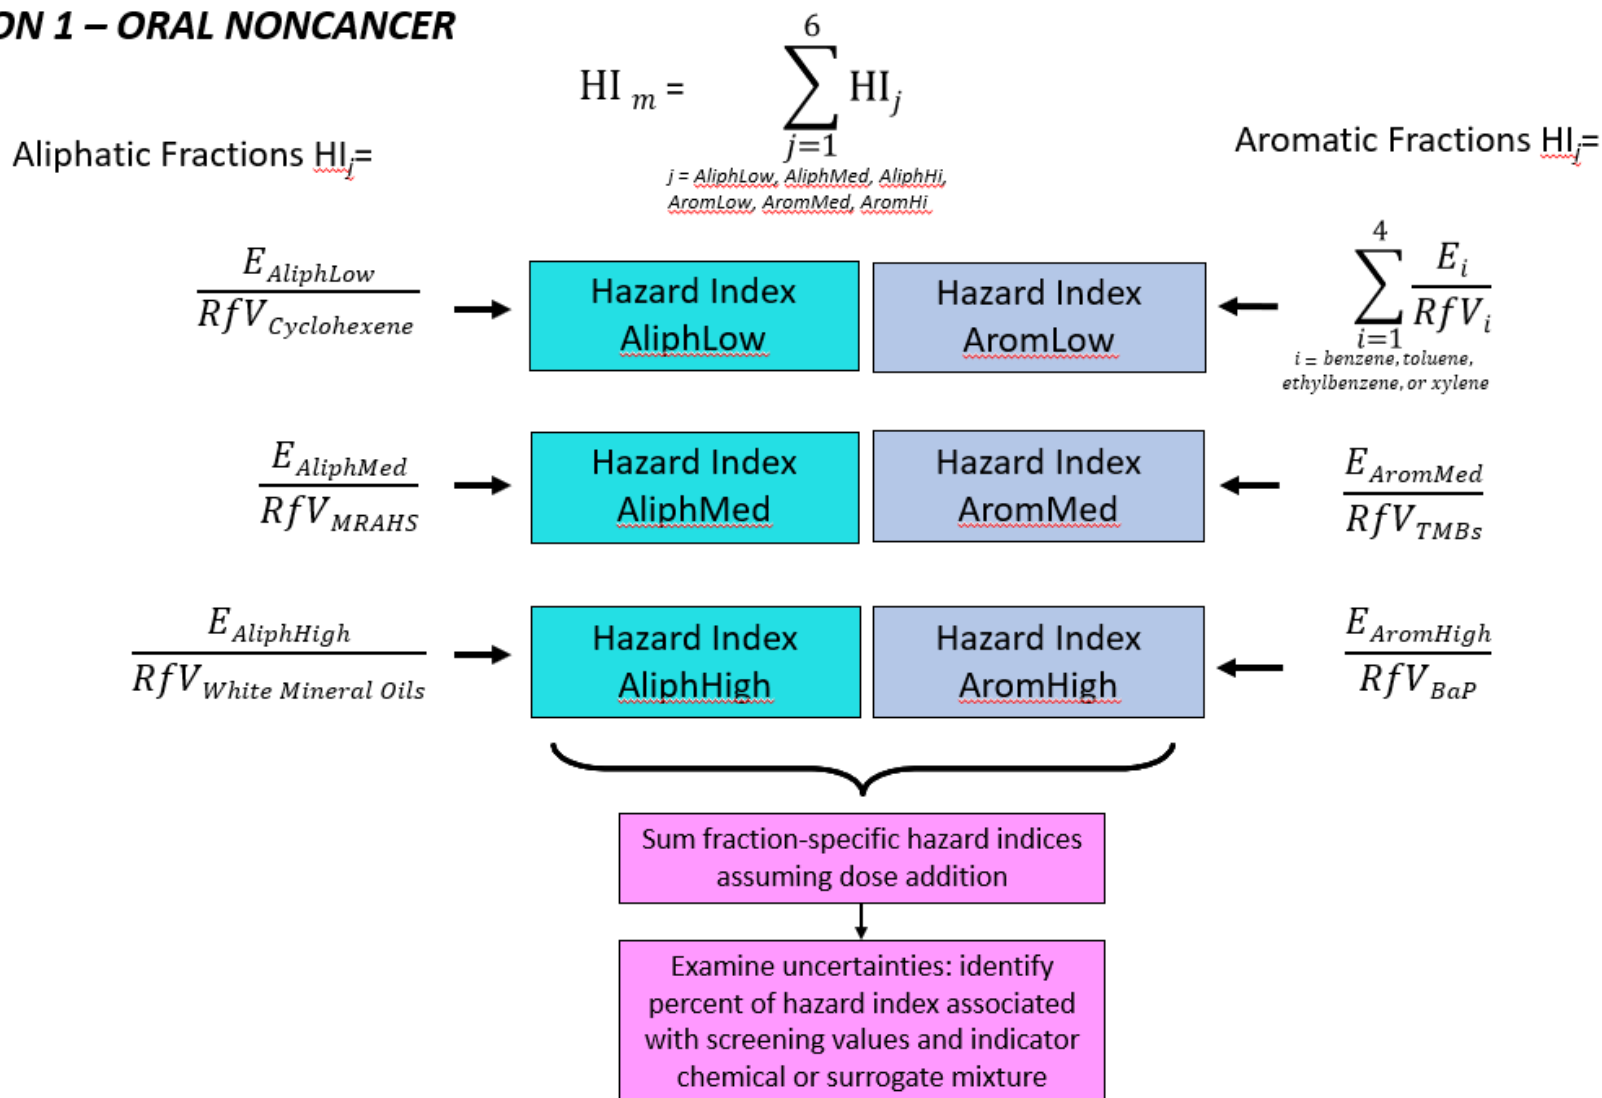 ON 1 – ORAL NONCANCER
HI m = 6 ∑ j=1 HI j
j = AliphLow, AliphMed, AliphHi,
AromLow, AromMed, AromHi
Aliphatic Fractions HIj=
Aromatic Fractions HIj=
E AliphLow
RfV Cyclohexene
Hazard Index
AliphLow
Hazard Index
AromLow
4 ∑ i=1 E i
RfV i
i = benzene, toluene,
ethylbenzene, or xylene
E AliphMed
RfV MRAHS
Hazard Index
AliphMed
Hazard Index
AromMed
E AromMed
RfV TMBs
E AliphHigh
RfV White Mineral Oils
Hazard Index
AliphHigh
Hazard Index
AromHigh
E AromHigh
RfV BaP
Sum fraction-specific hazard indices
assuming dose addition
Examine uncertainties: identify
percent of hazard index associated
with screening values and indicator
chemical or surrogate mixture